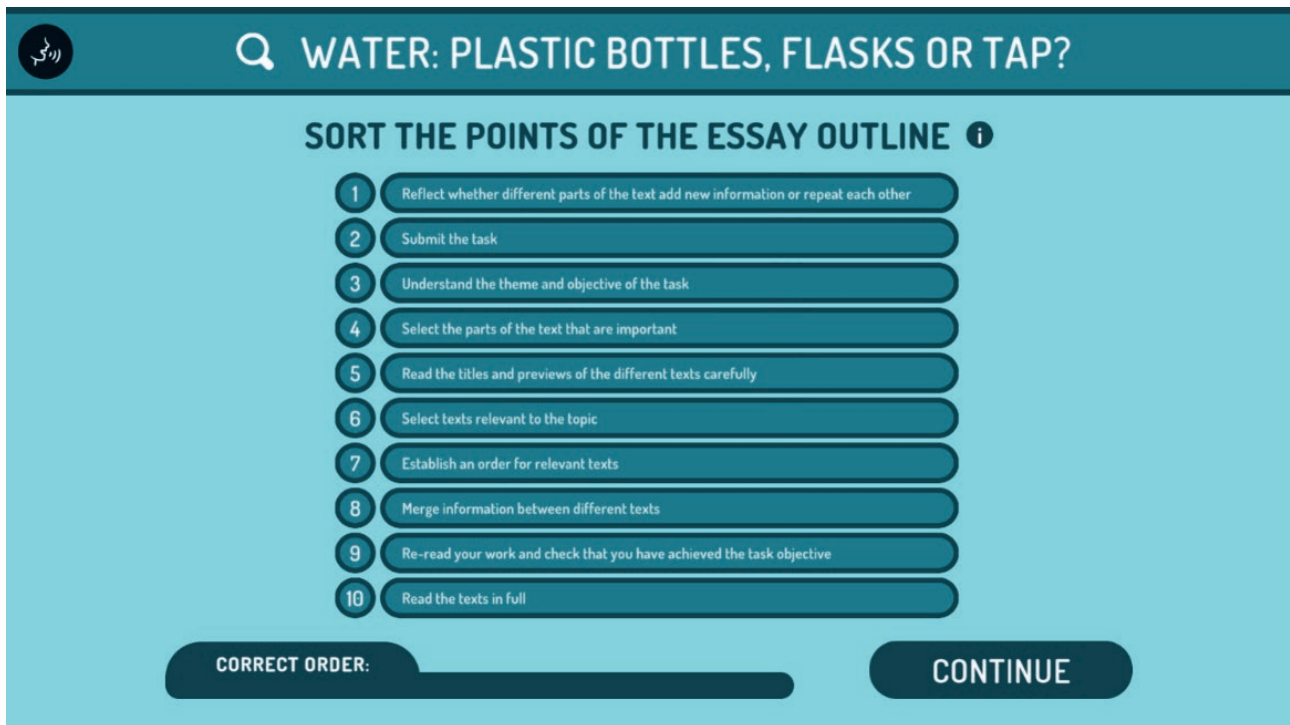 WATER: PLASTIC BOTTLES, FLASKS OR TAP?
SORT THE POINTS OF THE ESSAY OUTLINE i
1 Reflect whether different parts of the text add new information or repeat each other
2 Submit the task
3 Understand the theme and objective of the task
4 Select the parts of the text that are important
5 Read the titles and previews of the different texts carefully
6 Select texts relevant to the topic
7 Establish an order for relevant texts
8 Merge information between different texts
9 Re-read your work and check that you have achieved the task objective
10 Read the texts in full
CORRECT ORDER:
CONTINUE